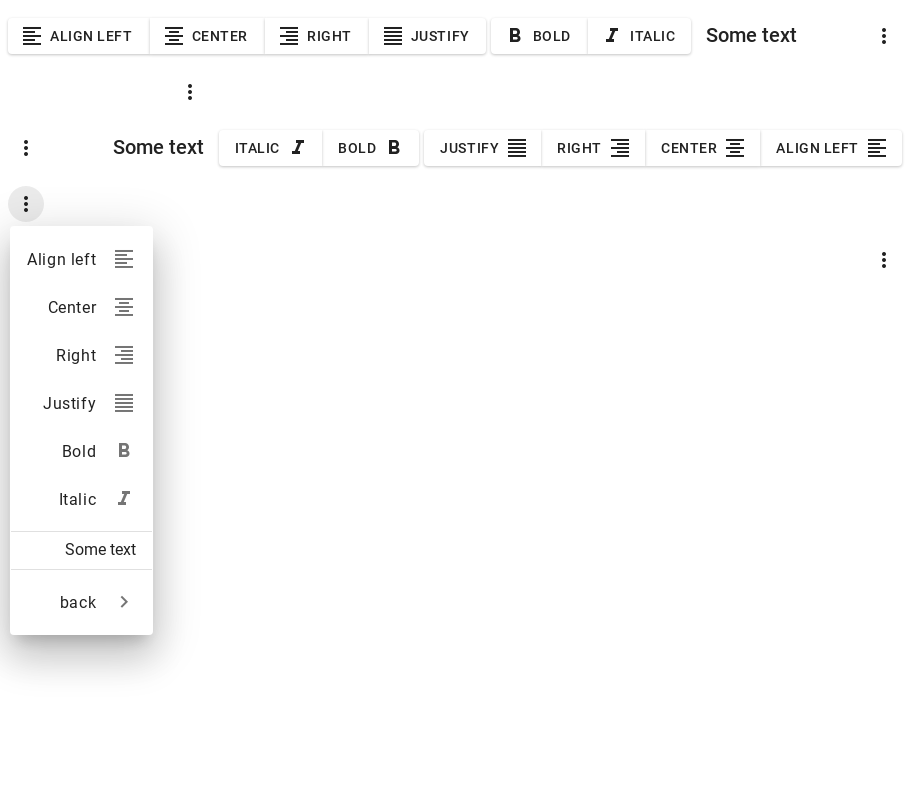 ALIGN LEFT CENTER RIGHT JUSTIFY BOLD ITALIC Some text
Some text ITALIC BOLD JUSTIFY RIGHT CENTER ALIGN LEFT
Align left
Center
Right
Justify
Bold
Italic
Some text
back